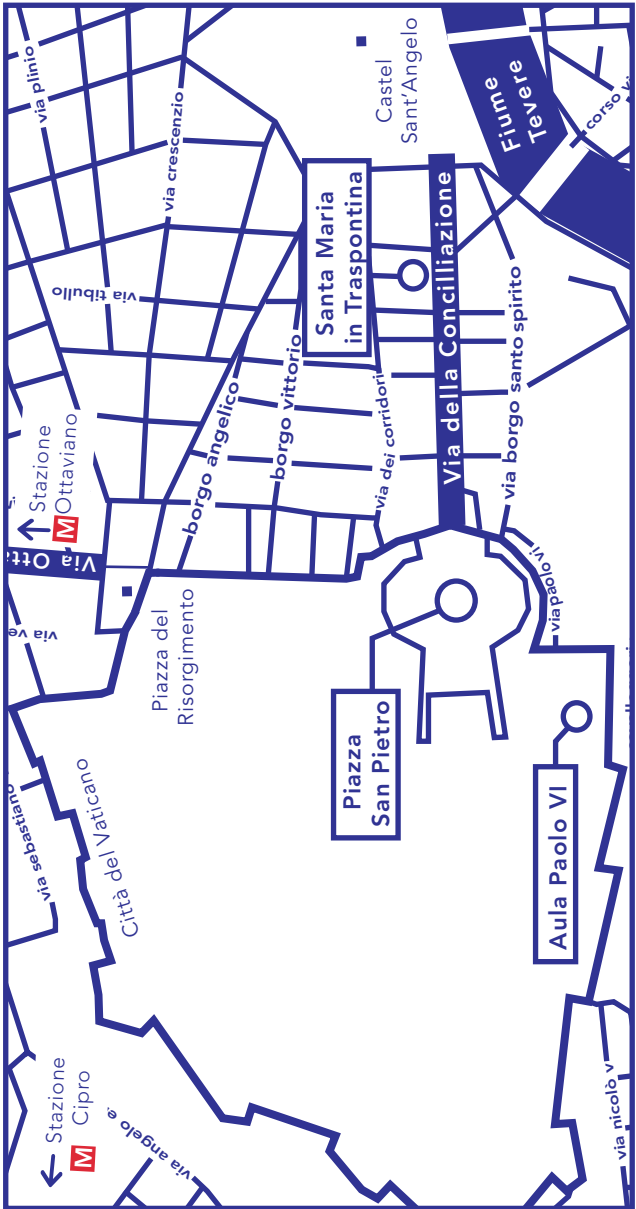 Stazione
Cipro
M
via angelo e.
via sebastiano
Città del Vaticano
via ve
Via Otta
Stazione
Ottaviano
M
Piazza del
Risorgimento
via tibullo
via plinio
via crescenzio
borgo angelico
borgo vittorio
Santa Maria
in Traspontina
via dei corridori
Castel
Sant'Angelo
Via della Concilliazione
via borgo santo spirito
Fiume
Tevere
corso
Piazza
San Pietro
via paolo vi
Aula Paolo VI
via nicolò v